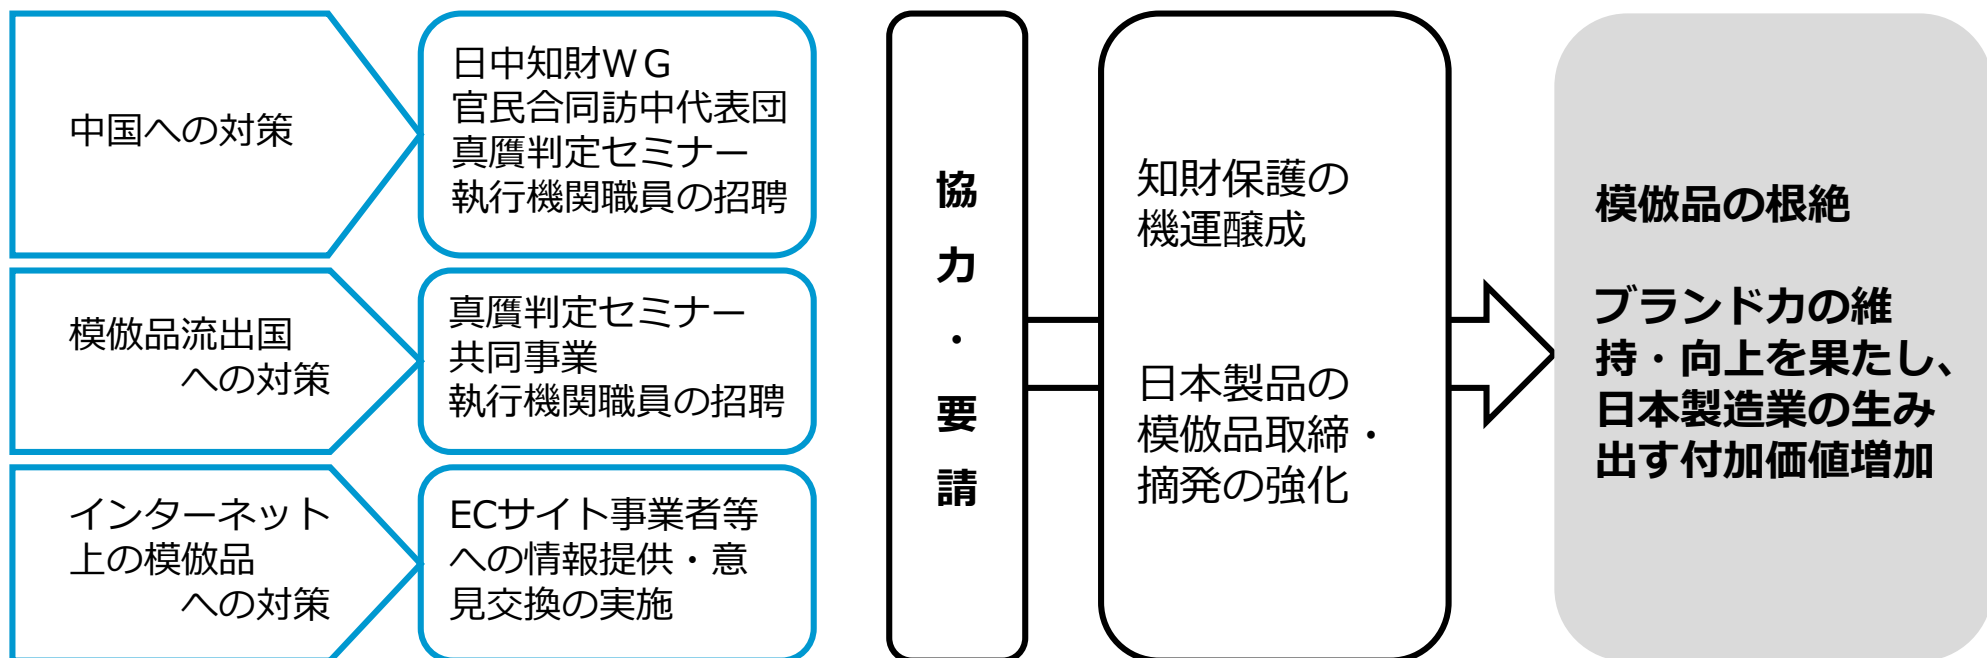 中国への対策
日中知財ＷＧ
官民合同訪中代表団
真贋判定セミナー
執行機関職員の招聘
模倣品流出国
への対策
真贋判定セミナー
共同事業
執行機関職員の招聘
インターネット
上の模倣品
への対策
ECサイト事業者等
への情報提供・意
見交換の実施
協
力
・
要
請
知財保護の
機運醸成
日本製品の
模倣品取締・
摘発の強化
模倣品の根絶
ブランド力の維
持・向上を果たし、
日本製造業の生み
出す付加価値増加